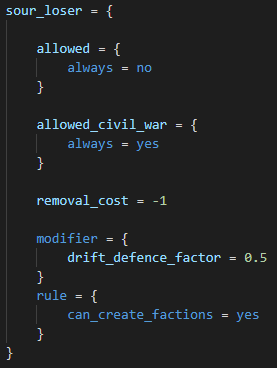 sour_loser = {
allowed = {
always = no
}
allowed_civil_war = {
always = yes
}
removal_cost = -1
modifier = {
drift_defence_factor = 0.5
}
rule = {
can_create_factions = yes
}
}